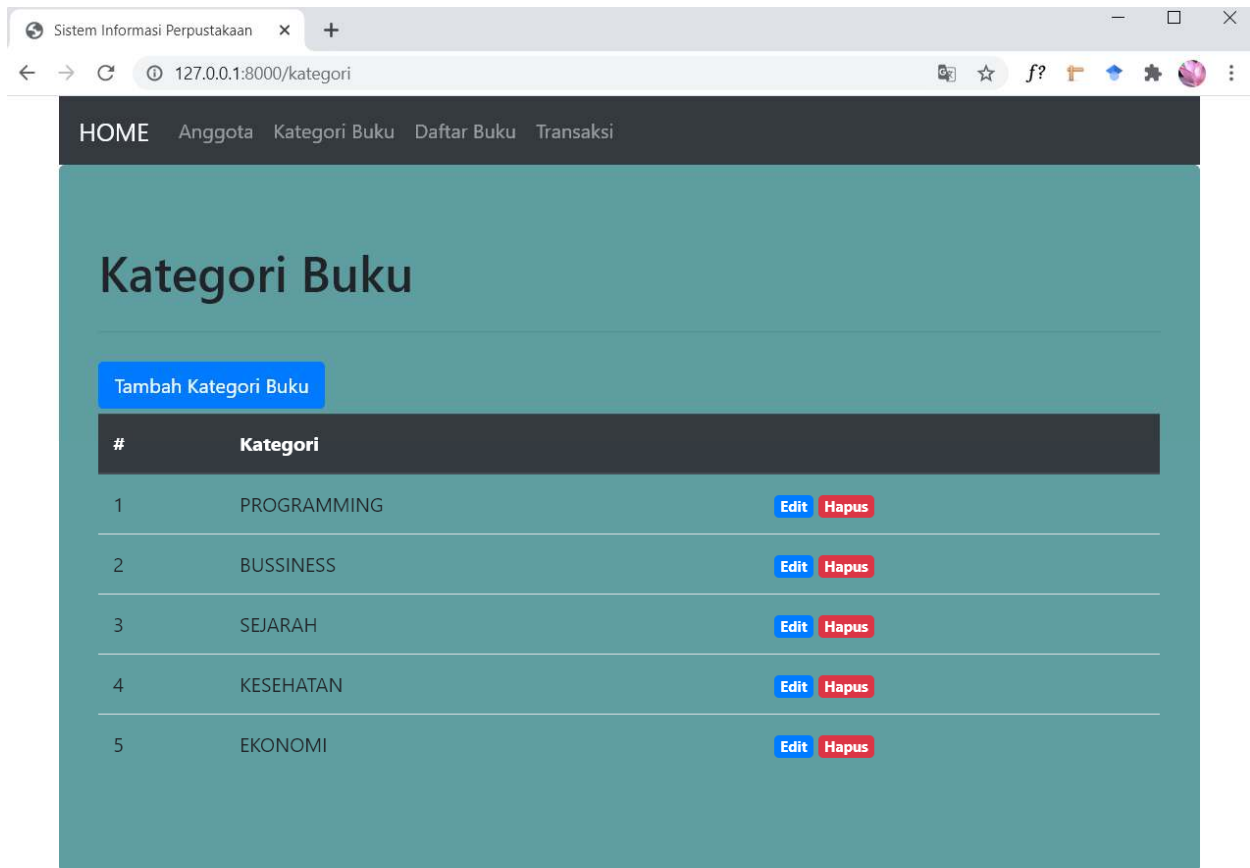 Sistem Informasi Perpustakaan
127.0.0.1:8000/kategori
f?
HOME Anggota Kategori Buku Daftar Buku Transaksi
Kategori Buku
Tambah Kategori Buku
# Kategori
1 PROGRAMMING Edit Hapus
2 BUSSINESS Edit Hapus
3 SEJARAH Edit Hapus
4 KESEHATAN Edit Hapus
5 EKONOMI Edit Hapus